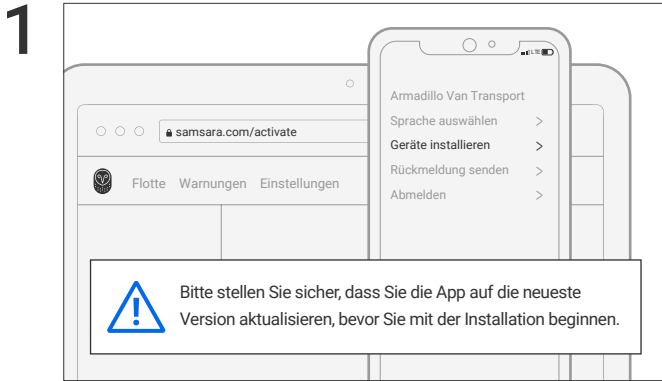 1
LTE
Armadillo Van Transport
Sprache auswählen
samsara.com/activate
Geräte installieren
Rückmeldung senden
Flotte Warnungen Einstellungen
Abmelden
Bitte stellen Sie sicher, dass Sie die App auf die neueste
Version aktualisieren, bevor Sie mit der Installation beginnen.